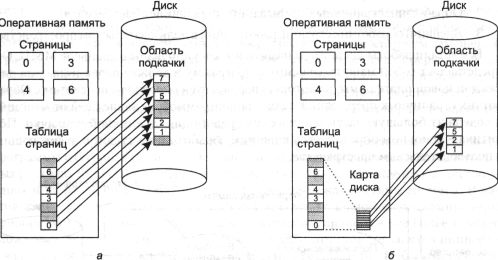 Диск
Оперативная память
Страницы
0 3
4 6
Область
подкачки
7
5
2
1
Таблица
страниц
6
4
3
0
а
Диск
Оперативная память
Страницы
0 3
4 6
Область
подкачки
7
5
2
1
Таблица
страниц
6
4
3
0
Карта
диска
б